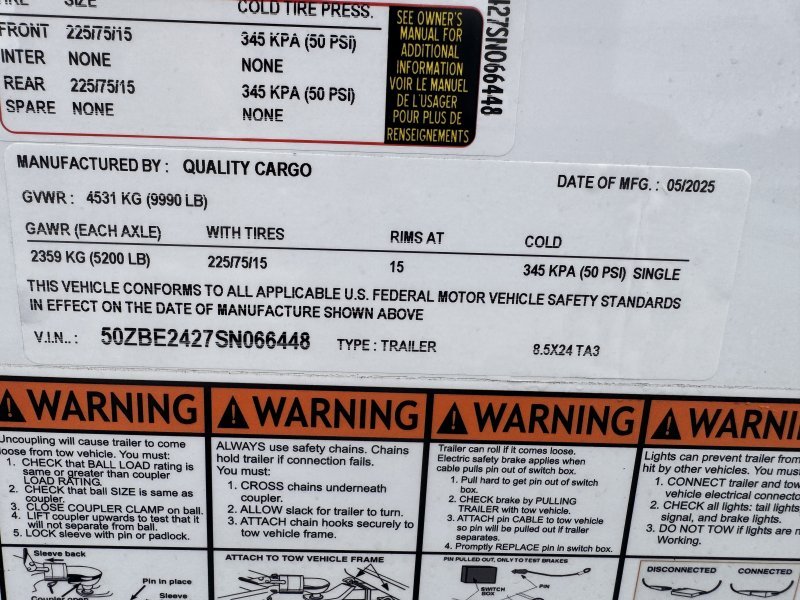 SIZE COLD TIRE PRESS.
FRONT 225/75/15 345 KPA (50 PSI)
INTER NONE NONE
REAR 225/75/15 345 KPA (50 PSI)
SPARE NONE NONE
SEE OWNER'S
MANUAL FOR
ADDITIONAL
INFORMATION
VOIR LE MANUEL
DE L'USAGER
POUR PLUS DE
RENSEIGNEMENTS
27SN066448
MANUFACTURED BY : QUALITY CARGO DATE OF MFG. : 05/2025
GVWR : 4531 KG (9990 LB)
GAWR (EACH AXLE) WITH TIRES RIMS AT COLD
2359 KG (5200 LB) 225/75/15 15 345 KPA (50 PSI) SINGLE
THIS VEHICLE CONFORMS TO ALL APPLICABLE U.S. FEDERAL MOTOR VEHICLE SAFETY STANDARDS
IN EFFECT ON THE DATE OF MANUFACTURE SHOWN ABOVE
V.I.N.. : 50ZBE2427SN066448 TYPE : TRAILER 8.5X24 TA3
WARNING
Uncoupling will cause trailer to come
loose from tow vehicle. You must:
1. CHECK that BALL LOAD rating is
same or greater than coupler
LOAD RATING.
2. CHECK that ball SIZE is same as
coupler.
3. CLOSE COUPLER CLAMP on ball.
4. LIFT coupler upwards to test that it
will not separate from ball.
5. LOCK sleeve with pin or padlock.
Sleeve back
Pin in place
Sleeve
Coupler open
WARNING
ALWAYS use safety chains. Chains
hold trailer if connection fails.
You must:
1. CROSS chains underneath
coupler.
2. ALLOW slack for trailer to turn.
3. ATTACH chain hooks securely to
tow vehicle frame.
ATTACH TO TOW VEHICLE FRAME
WARNING
Trailer can roll if it comes loose.
Electric safety brake applies when
cable pulls pin out of switch box.
1. Pull hard to get pin out of switch
box.
2. CHECK brake by PULLING
TRAILER with tow vehicle.
3. ATTACH pin CABLE to tow vehicle
so pin will be pulled out if trailer
separates.
4. Promptly REPLACE pin in switch box.
PIN PULLED OUT, ONLY TO TEST BRAKES
PIN
SWITCH
BOX
WARNIN
Lights can prevent trailer from
hit by other vehicles. You must
1. CONNECT trailer and tow
vehicle electrical connecto
2. CHECK all lights: tail lights
signal, and brake lights.
3. DO NOT TOW if lights are n
Working.
DISCONNECTED CONNECTED